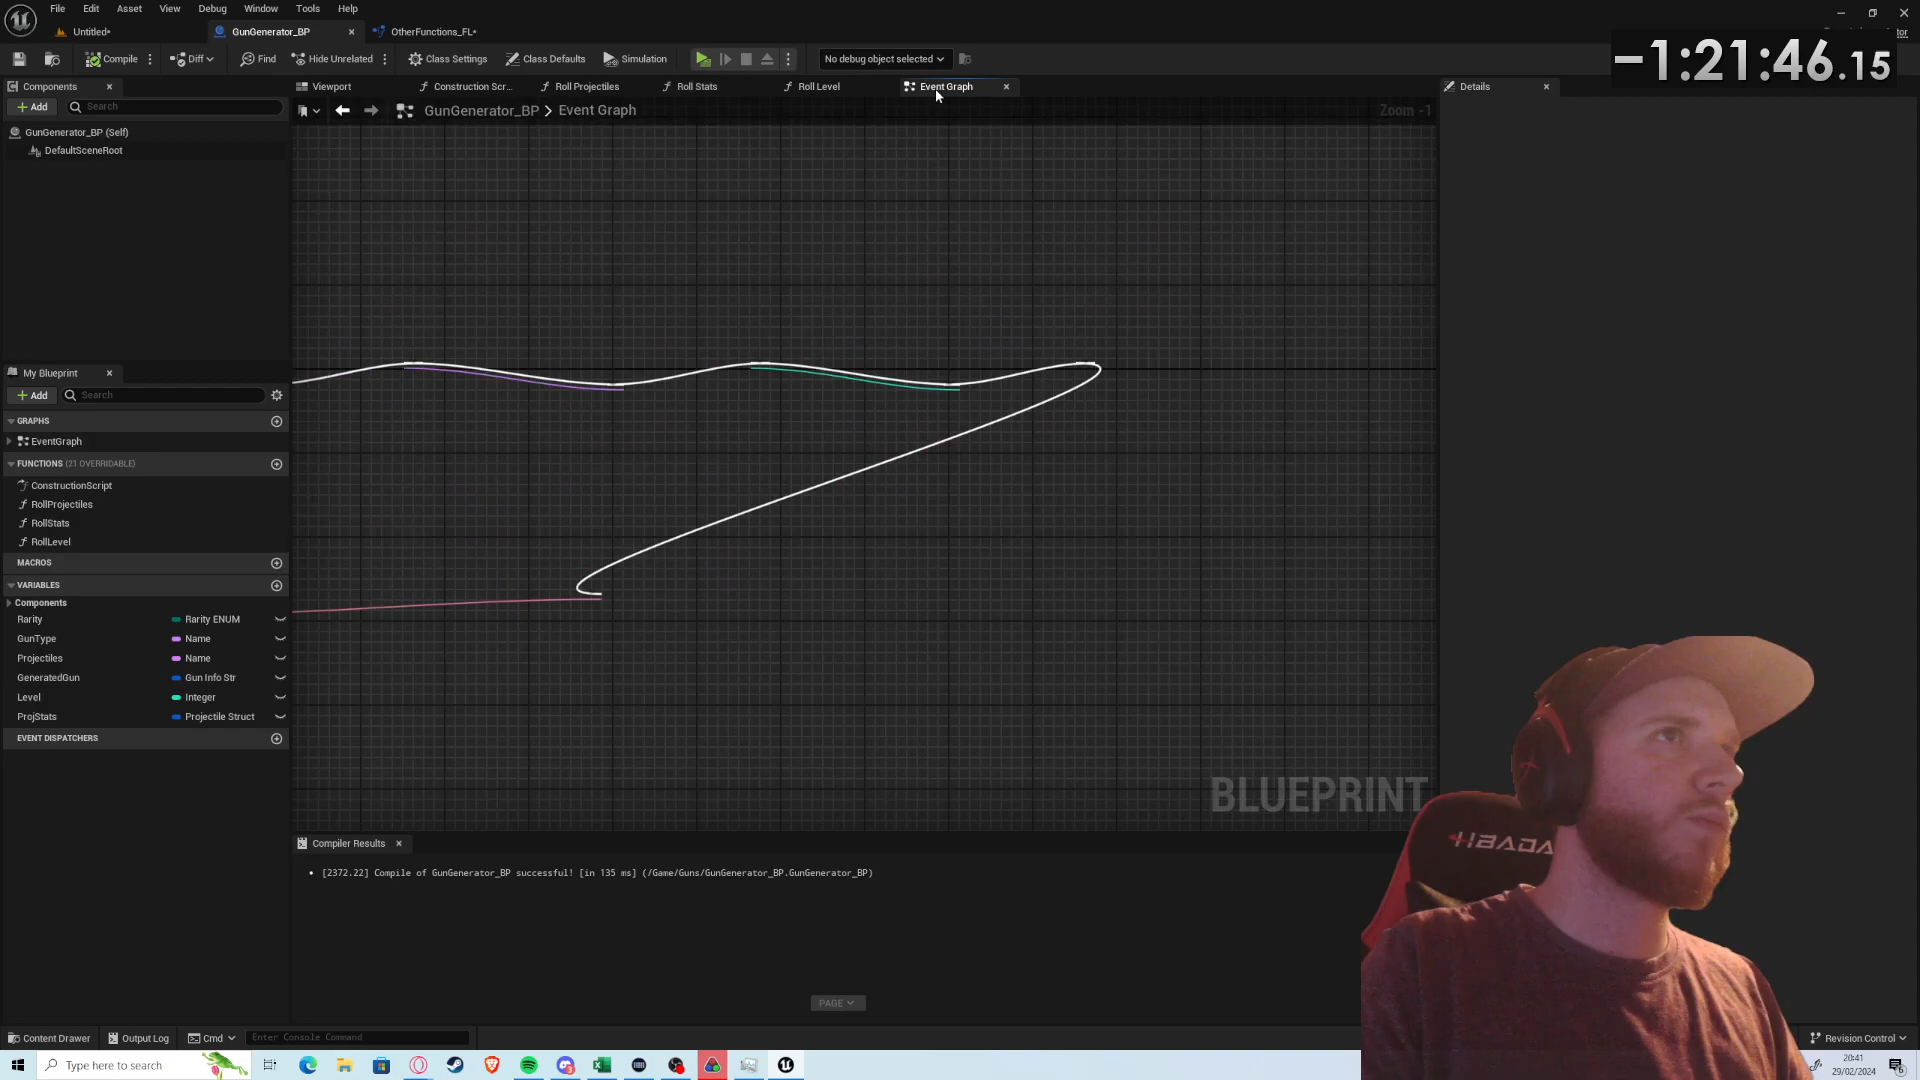 File Edit Asset View Debug Window Tools Help
Untitled* GunGenerator_BP OtherFunctions_FL*
Compile Diff Find Hide Unrelated Class Settings Class Defaults Simulation No debug object selected
-1:21:46.15
Components
Viewport Construction Scr... Roll Projectiles Roll Stats Roll Level Event Graph
Details
Add Search
GunGenerator_BP > Event Graph
Zoom -1
GunGenerator_BP (Self)
DefaultSceneRoot
My Blueprint
Add Search
GRAPHS
EventGraph
FUNCTIONS (21 OVERRIDABLE)
ConstructionScript
RollProjectiles
RollStats
RollLevel
MACROS
VARIABLES
Components
Rarity Rarity ENUM
GunType Name
Projectiles Name
GeneratedGun Gun Info Str
Level Integer
ProjStats Projectile Struct
EVENT DISPATCHERS
BLUEPRINT
Compiler Results
[2372.22] Compile of GunGenerator_BP successful! [in 135 ms] (/Game/Guns/GunGenerator_BP.GunGenerator_BP)
HBADA
PAGE
Content Drawer Output Log Cmd Enter Console Command
Revision Control
Type here to search
20:41
29/02/2024